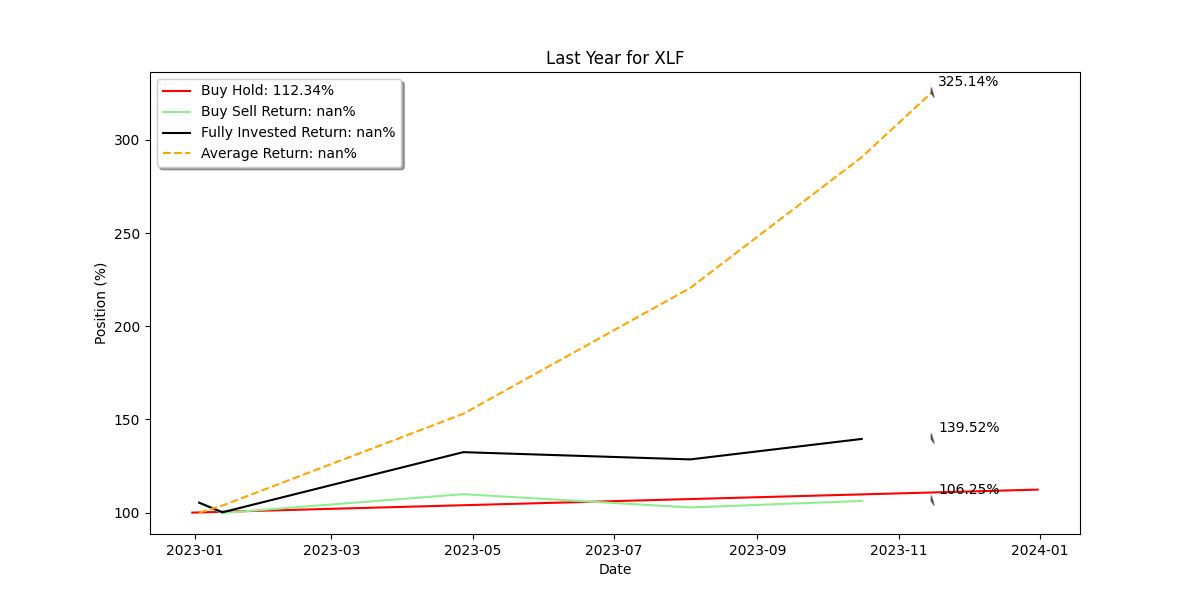 Last Year for XLF
Buy Hold: 112.34%
Buy Sell Return: nan%
Fully Invested Return: nan%
Average Return: nan%
325.14%
139.52%
106.25%
Position (%)
300
250
200
150
100
2023-01 2023-03 2023-05 2023-07 2023-09 2023-11 2024-01
Date